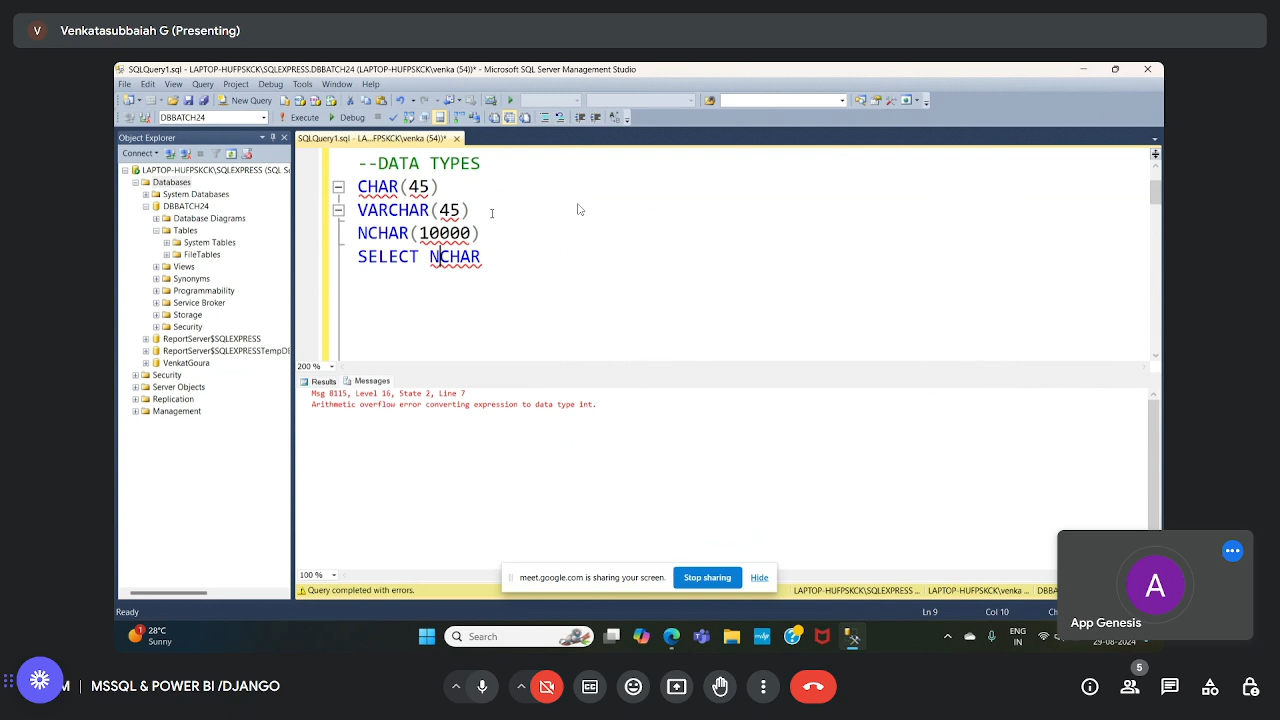 V Venkatasubbaiah G (Presenting)
SQLQuery1.sql - LAPTOP-HUFPSKCK\SQLEXPRESS.DBBATCH24 (LAPTOP-HUFPSKCK\venka (54))* - Microsoft SQL Server Management Studio
File Edit View Query Project Debug Tools Window Help
New Query
DBBATCH24 Execute Debug
Object Explorer
SQLQuery1.sql - LA...FPSKCK\venka (54))*
Connect
LAPTOP-HUFPSKCK\SQLEXPRESS (SQL S
Databases
System Databases
DBBATCH24
Database Diagrams
Tables
System Tables
FileTables
Views
Synonyms
Programmability
Service Broker
Storage
Security
ReportServer$SQLEXPRESS
ReportServer$SQLEXPRESSTempDI
VenkatGoura
Security
Server Objects
Replication
Management
--DATA TYPES
CHAR(45)
VARCHAR(45)
NCHAR(10000)
SELECT NCHAR
200 %
Results Messages
Msg 8115, Level 16, State 2, Line 7
Arithmetic overflow error converting expression to data type int.
100 %
meet.google.com is sharing your screen. Stop sharing Hide
Query completed with errors.
LAPTOP-HUFPSKCK\SQLEXPRESS ... LAPTOP-HUFPSKCK\venka ... DBBA
Ready Ln 9 Col 10 Ch
A
App Genesis
1 28°C
Sunny
Search
ENG
IN
29-08-2024
M | MSSQL & POWER BI /DJANGO
5